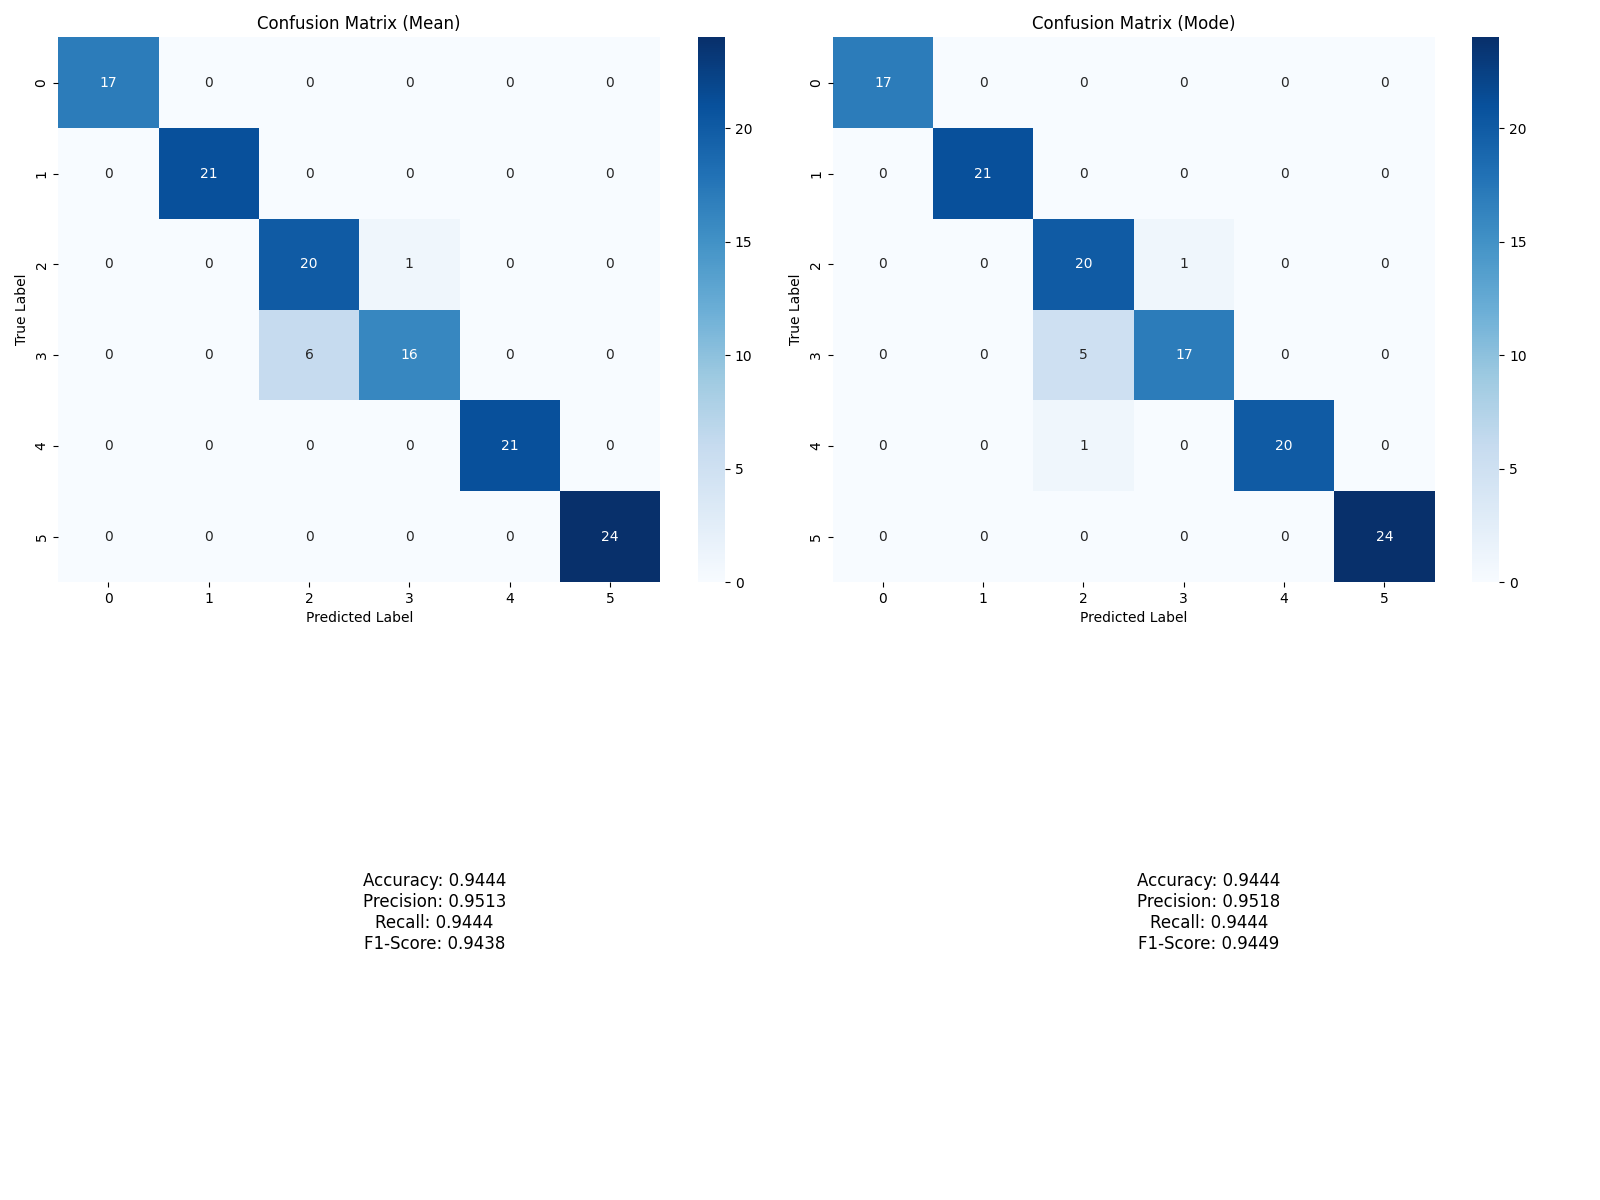 Confusion Matrix (Mean)
0 17 0 0 0 0 0
1 0 21 0 0 0 0
2 0 0 20 1 0 0
3 0 0 6 16 0 0
4 0 0 0 0 21 0
5 0 0 0 0 0 24
0 1 2 3 4 5
True Label
Predicted Label
20
15
10
5
0
Confusion Matrix (Mode)
0 17 0 0 0 0 0
1 0 21 0 0 0 0
2 0 0 20 1 0 0
3 0 0 5 17 0 0
4 0 0 1 0 20 0
5 0 0 0 0 0 24
0 1 2 3 4 5
True Label
Predicted Label
20
15
10
5
0
Accuracy: 0.9444
Precision: 0.9513
Recall: 0.9444
F1-Score: 0.9438
Accuracy: 0.9444
Precision: 0.9518
Recall: 0.9444
F1-Score: 0.9449